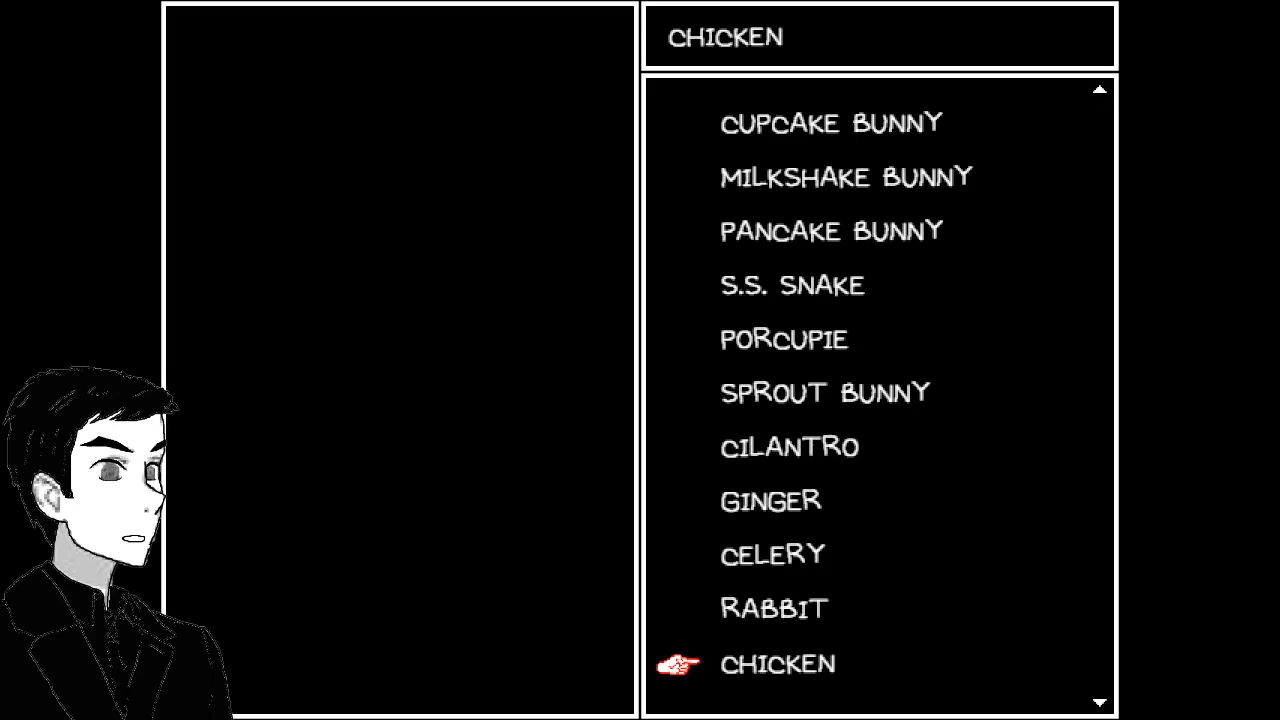 CHICKEN
CUPCAKE BUNNY
MILKSHAKE BUNNY
PANCAKE BUNNY
S.S. SNAKE
PORCUPIE
SPROUT BUNNY
CILANTRO
GINGER
CELERY
RABBIT
CHICKEN